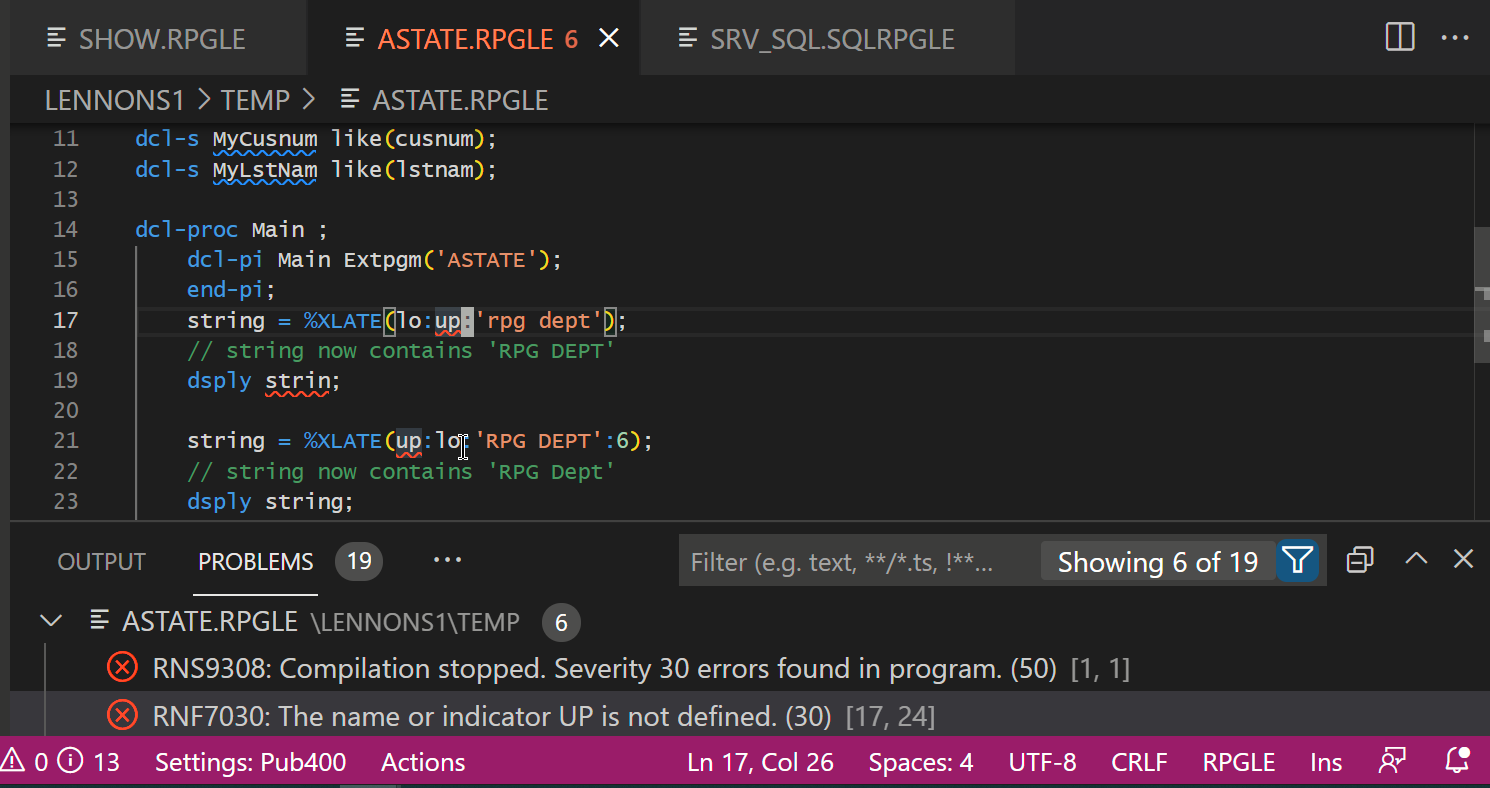 SHOW.RPGLE ASTATE.RPGLE 6 SRV_SQL.SQLRPGLE ...
LENNONS1 > TEMP > ASTATE.RPGLE
11 dcl-s MyCusnum like(cusnum);
12 dcl-s MyLstNam like(lstnam);
13
14 dcl-proc Main ;
15 dcl-pi Main Extpgm('ASTATE');
16 end-pi;
17 string = %XLATE(lo:up:'rpg dept');
18 // string now contains 'RPG DEPT'
19 dsply strin;
20
21 string = %XLATE(up:lo:'RPG DEPT':6);
22 // string now contains 'RPG Dept'
23 dsply string;
OUTPUT PROBLEMS 19 ... Filter (e.g. text, **/*.ts, !**... Showing 6 of 19
ASTATE.RPGLE \LENNONS1\TEMP 6
RNS9308: Compilation stopped. Severity 30 errors found in program. (50) [1, 1]
RNF7030: The name or indicator UP is not defined. (30) [17, 24]
0 13 Settings: Pub400 Actions Ln 17, Col 26 Spaces: 4 UTF-8 CRLF RPGLE Ins